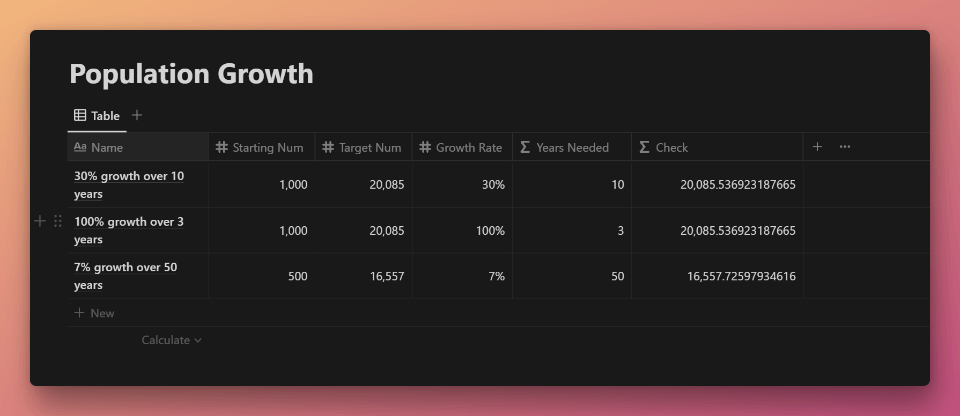 Population Growth
Table
Aa Name # Starting Num # Target Num # Growth Rate Σ Years Needed Σ Check
30% growth over 10
years
1,000 20,085 30% 10 20,085.536923187665
100% growth over 3
years
1,000 20,085 100% 3 20,085.536923187665
7% growth over 50
years
500 16,557 7% 50 16,557.72597934616
+ New
Calculate